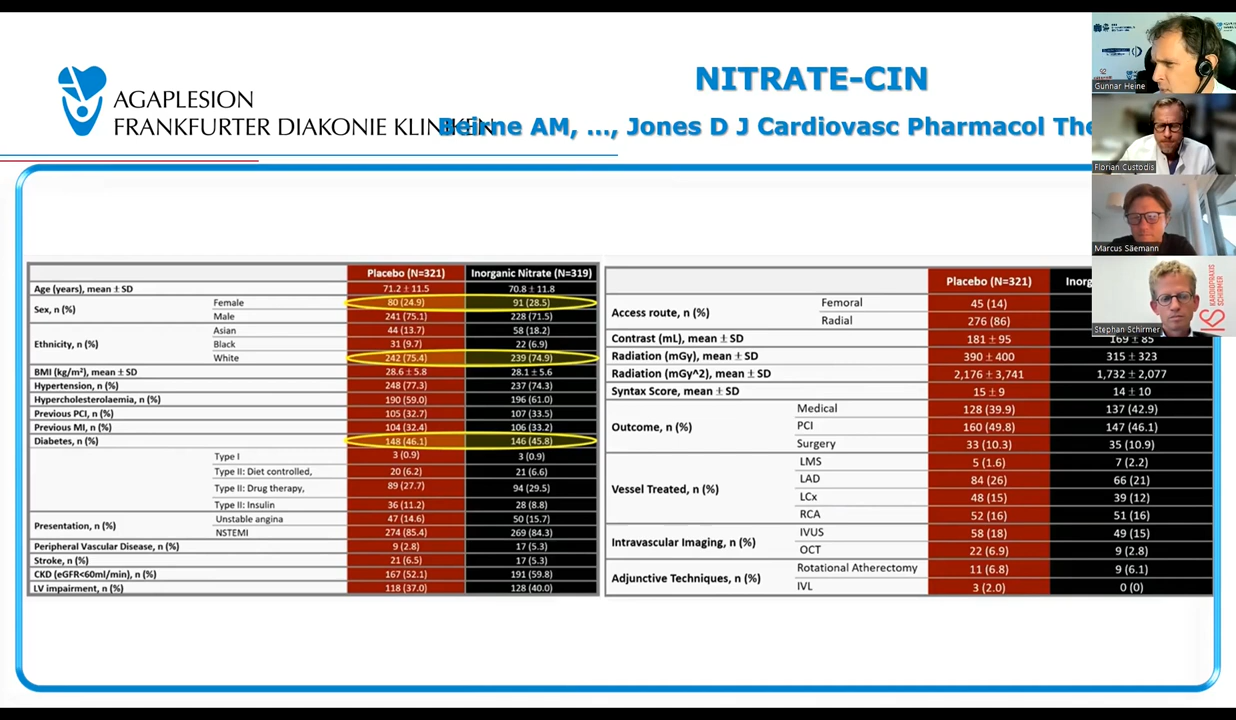 NITRATE-CIN
AGAPLESION
FRANKFURTER DIAKONIE KLINIKEN
Beirne AM, ..., Jones D J Cardiovasc Pharmacol The
Gunnar Heine
Florian Custodis
Marcus Säemann
Stephan Schirmer
KARDIOPRAXIS
SCHIRMER
Placebo (N=321) Inorganic Nitrate (N=319)
Age (years), mean ± SD 71.2 ± 11.5 70.8 ± 11.8
Sex, n (%) Female 80 (24.9) 91 (28.5)
Male 241 (75.1) 228 (71.5)
Ethnicity, n (%) Asian 44 (13.7) 58 (18.2)
Black 31 (9.7) 22 (6.9)
White 242 (75.4) 239 (74.9)
BMI (kg/m²), mean ± SD 28.6 ± 5.8 28.1 ± 5.6
Hypertension, n (%) 248 (77.3) 237 (74.3)
Hypercholesterolaemia, n (%) 190 (59.0) 196 (61.0)
Previous PCI, n (%) 105 (32.7) 107 (33.5)
Previous MI, n (%) 104 (32.4) 106 (33.2)
Diabetes, n (%) 148 (46.1) 146 (45.8)
Type I 3 (0.9) 3 (0.9)
Type II: Diet controlled, 20 (6.2) 21 (6.6)
Type II: Drug therapy, 89 (27.7) 94 (29.5)
Type II: Insulin 36 (11.2) 28 (8.8)
Presentation, n (%) Unstable angina 47 (14.6) 50 (15.7)
NSTEMI 274 (85.4) 269 (84.3)
Peripheral Vascular Disease, n (%) 9 (2.8) 17 (5.3)
Stroke, n (%) 21 (6.5) 17 (5.3)
CKD (eGFR<60ml/min), n (%) 167 (52.1) 191 (59.8)
LV impairment, n (%) 118 (37.0) 128 (40.0)
Placebo (N=321) Inorg
Access route, n (%) Femoral 45 (14)
Radial 276 (86)
Contrast (mL), mean ± SD 181 ± 95 169 ± 85
Radiation (mGy), mean ± SD 390 ± 400 315 ± 323
Radiation (mGy^2), mean ± SD 2,176 ± 3,741 1,732 ± 2,077
Syntax Score, mean ± SD 15 ± 9 14 ± 10
Outcome, n (%) Medical 128 (39.9) 137 (42.9)
PCI 160 (49.8) 147 (46.1)
Surgery 33 (10.3) 35 (10.9)
Vessel Treated, n (%) LMS 5 (1.6) 7 (2.2)
LAD 84 (26) 66 (21)
LCx 48 (15) 39 (12)
RCA 52 (16) 51 (16)
Intravascular Imaging, n (%) IVUS 58 (18) 49 (15)
OCT 22 (6.9) 9 (2.8)
Adjunctive Techniques, n (%) Rotational Atherectomy 11 (6.8) 9 (6.1)
IVL 3 (2.0) 0 (0)